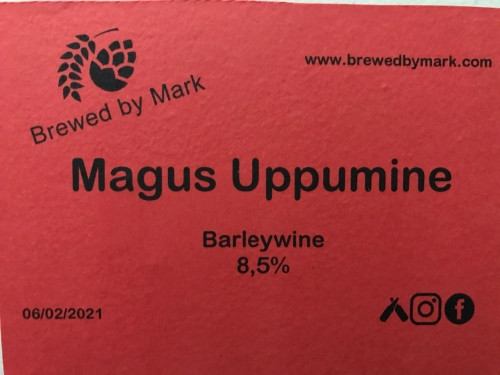 www.brewedbymark.com
Brewed by Mark
Magus Uppumine
Barleywine
8,5%
06/02/2021